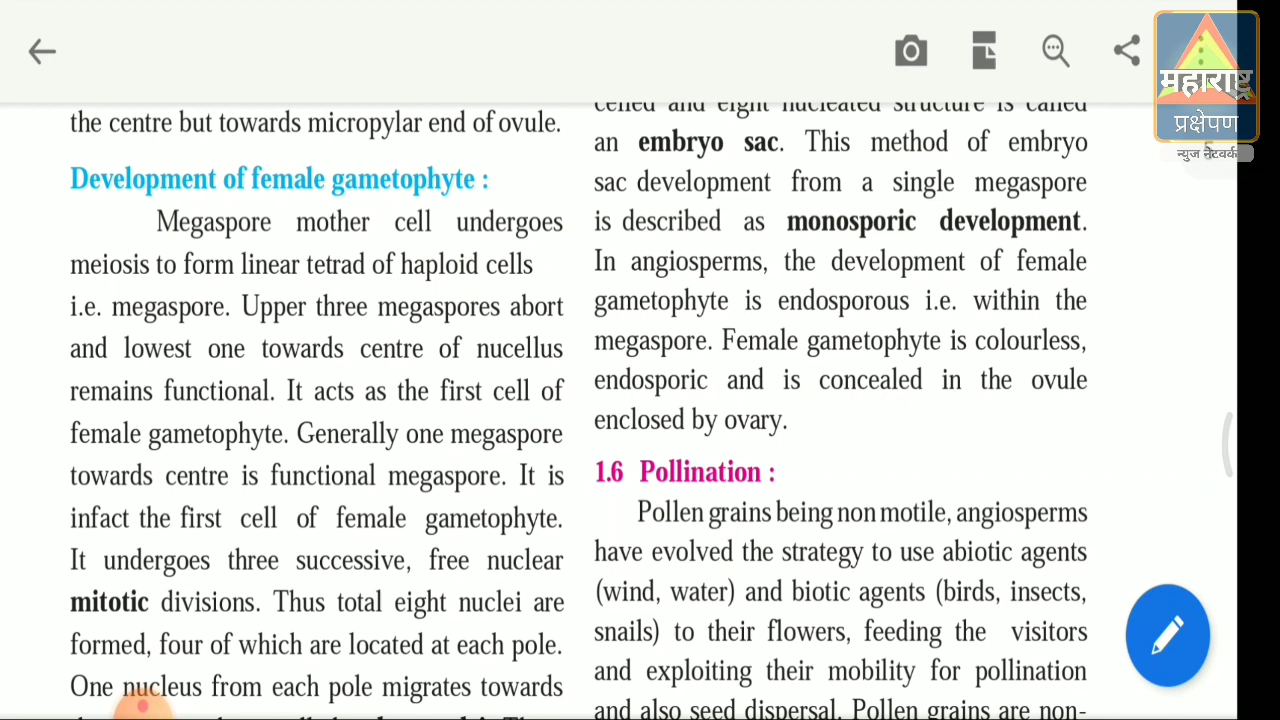 the centre but towards micropylar end of ovule.
Development of female gametophyte :
Megaspore mother cell undergoes
meiosis to form linear tetrad of haploid cells
i.e. megaspore. Upper three megaspores abort
and lowest one towards centre of nucellus
remains functional. It acts as the first cell of
female gametophyte. Generally one megaspore
towards centre is functional megaspore. It is
infact the first cell of female gametophyte.
It undergoes three successive, free nuclear
mitotic divisions. Thus total eight nuclei are
formed, four of which are located at each pole.
One nucleus from each pole migrates towards
celled and eight nucleated structure is called
an embryo sac. This method of embryo
sac development from a single megaspore
is described as monosporic development.
In angiosperms, the development of female
gametophyte is endosporous i.e. within the
megaspore. Female gametophyte is colourless,
endosporic and is concealed in the ovule
enclosed by ovary.
1.6 Pollination :
Pollen grains being non motile, angiosperms
have evolved the strategy to use abiotic agents
(wind, water) and biotic agents (birds, insects,
snails) to their flowers, feeding the visitors
and exploiting their mobility for pollination
and also seed dispersal. Pollen grains are non-
महाराष्ट्र
प्रक्षेपण
न्युज नेटवर्क